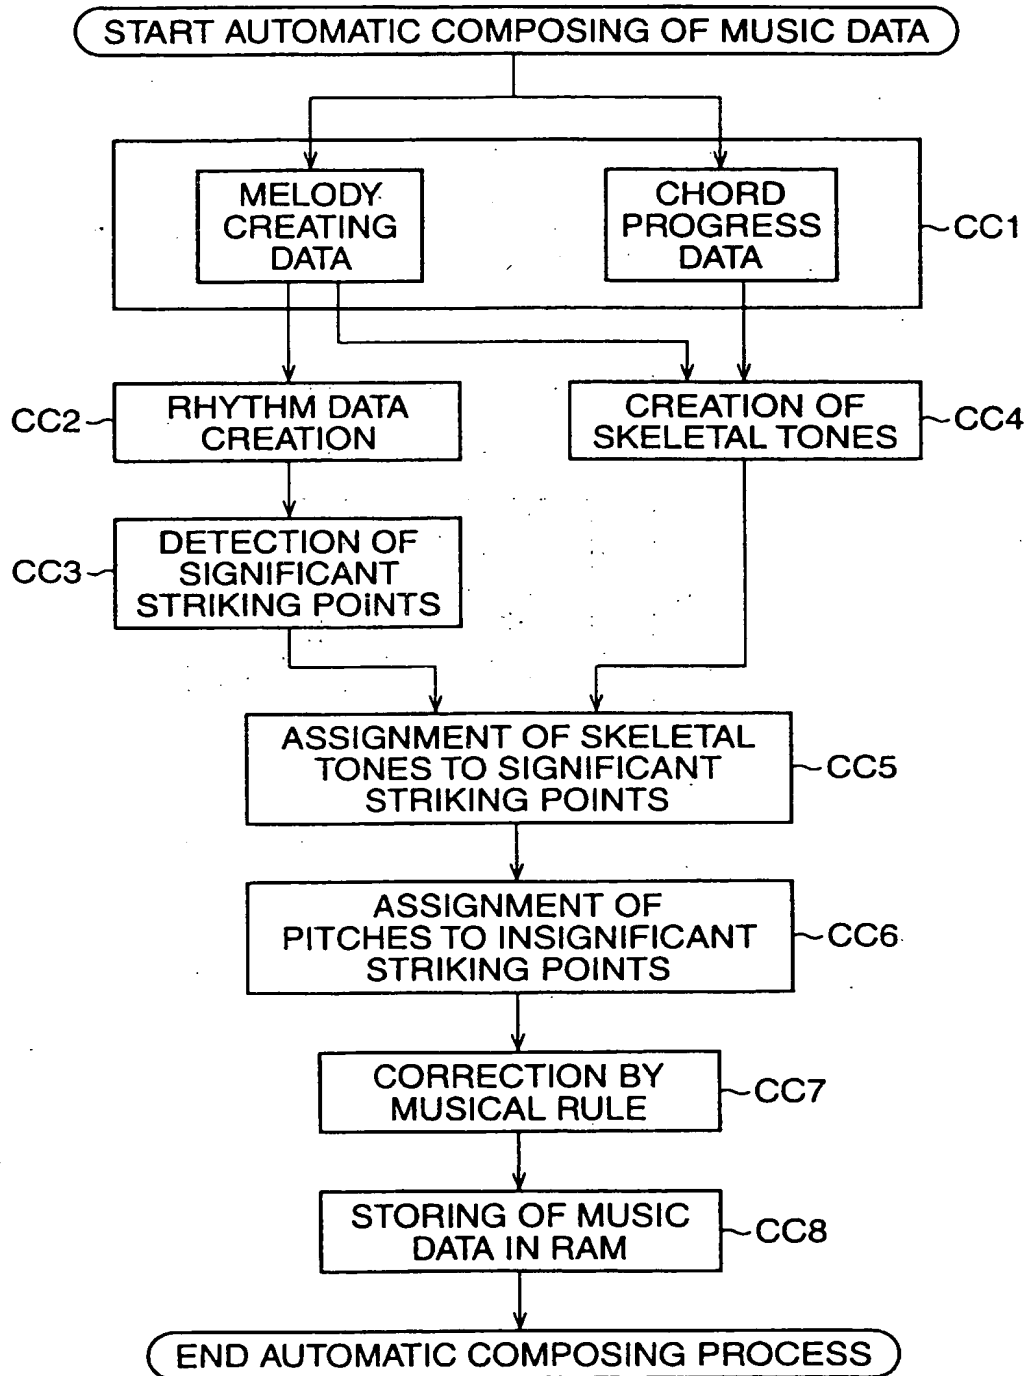 START AUTOMATIC COMPOSING OF MUSIC DATA
MELODY
CREATING
DATA
CHORD
PROGRESS
DATA
CC1
CC2
RHYTHM DATA
CREATION
CREATION OF
SKELETAL TONES
CC4
CC3
DETECTION OF
SIGNIFICANT
STRIKING POINTS
ASSIGNMENT OF SKELETAL
TONES TO SIGNIFICANT
STRIKING POINTS
CC5
ASSIGNMENT OF
PITCHES TO INSIGNIFICANT
STRIKING POINTS
CC6
CORRECTION BY
MUSICAL RULE
CC7
STORING OF MUSIC
DATA IN RAM
CC8
END AUTOMATIC COMPOSING PROCESS